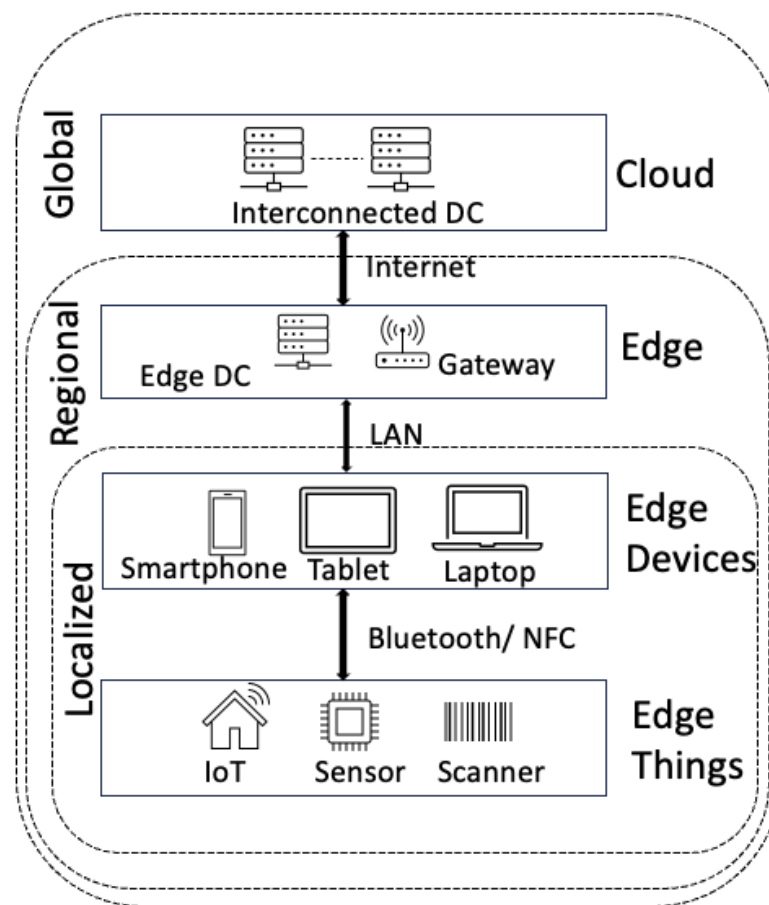 Global
Interconnected DC
Cloud
Internet
Regional
Edge DC
Gateway
Edge
LAN
Localized
Smartphone
Tablet
Laptop
Edge
Devices
Bluetooth/ NFC
IoT
Sensor
Scanner
Edge
Things